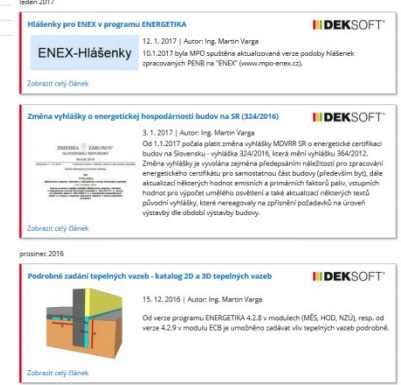 leden 2017
Hlášenky pro ENEX v programu ENERGETIKA
DEKSOFT
ENEX-Hlášenky
12. 1. 2017 | Autor: Ing. Martin Varga
10.1.2017 byla MPO spuštěna aktualizovaná verze podoby hlášenek
zpracovaných PENB na "ENEX" (www.mpo-enex.cz).
Zobrazit celý článek
Změna vyhlášky o energetickej hospodárnosti budov na SR (324/2016)
DEKSOFT
ZBIERKA ZÁKONOV
SLOVENSKEJ REPUBLIKY
3. 1. 2017 | Autor: Ing. Martin Varga
Od 1.1.2017 počala platit změna vyhlášky MDVRR SR o energetické certifikaci
budov na Slovensku - vyhláška 324/2016, která mění vyhlášku 364/2012.
Změna vyhlášky je vyvolána zejména předepsáním náležitostí pro zpracování
energetického certifikátu pro samostatnou část budovy (především byt), dále
aktualizací některých hodnot emisních a primárních faktorů paliv, vstupních
hodnot pro výpočet umělého osvětlení a také aktualizací některých textů
původní vyhlášky, které nereagovaly na zpřísnění požadavků na úroveň
výstavby dle období výstavby budovy.
Zobrazit celý článek
prosinec 2016
Podrobné zadání tepelných vazeb - katalog 2D a 3D tepelných vazeb
DEKSOFT
15. 12. 2016 | Autor: Ing. Martin Varga
Od verze programu ENERGETIKA 4.2.8 v modulech (MĚS, HOD, NZÚ), resp. od
verze 4.2.9 v modulu ECB je umožněno zadávat vliv tepelných vazeb podrobně.
Zobrazit celý článek